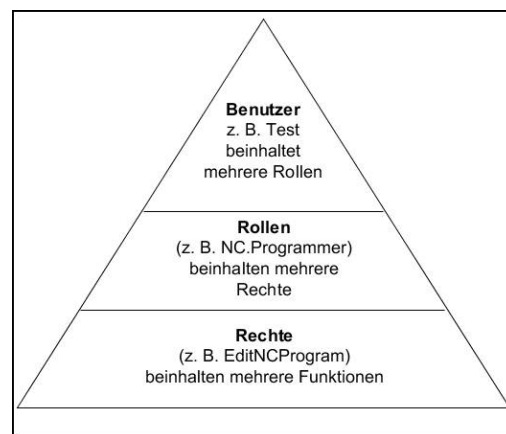 Benutzer
z. B. Test
beinhaltet
mehrere Rollen
Rollen
(z. B. NC.Programmer)
beinhalten mehrere
Rechte
Rechte
(z. B. EditNCProgram)
beinhalten mehrere Funktionen